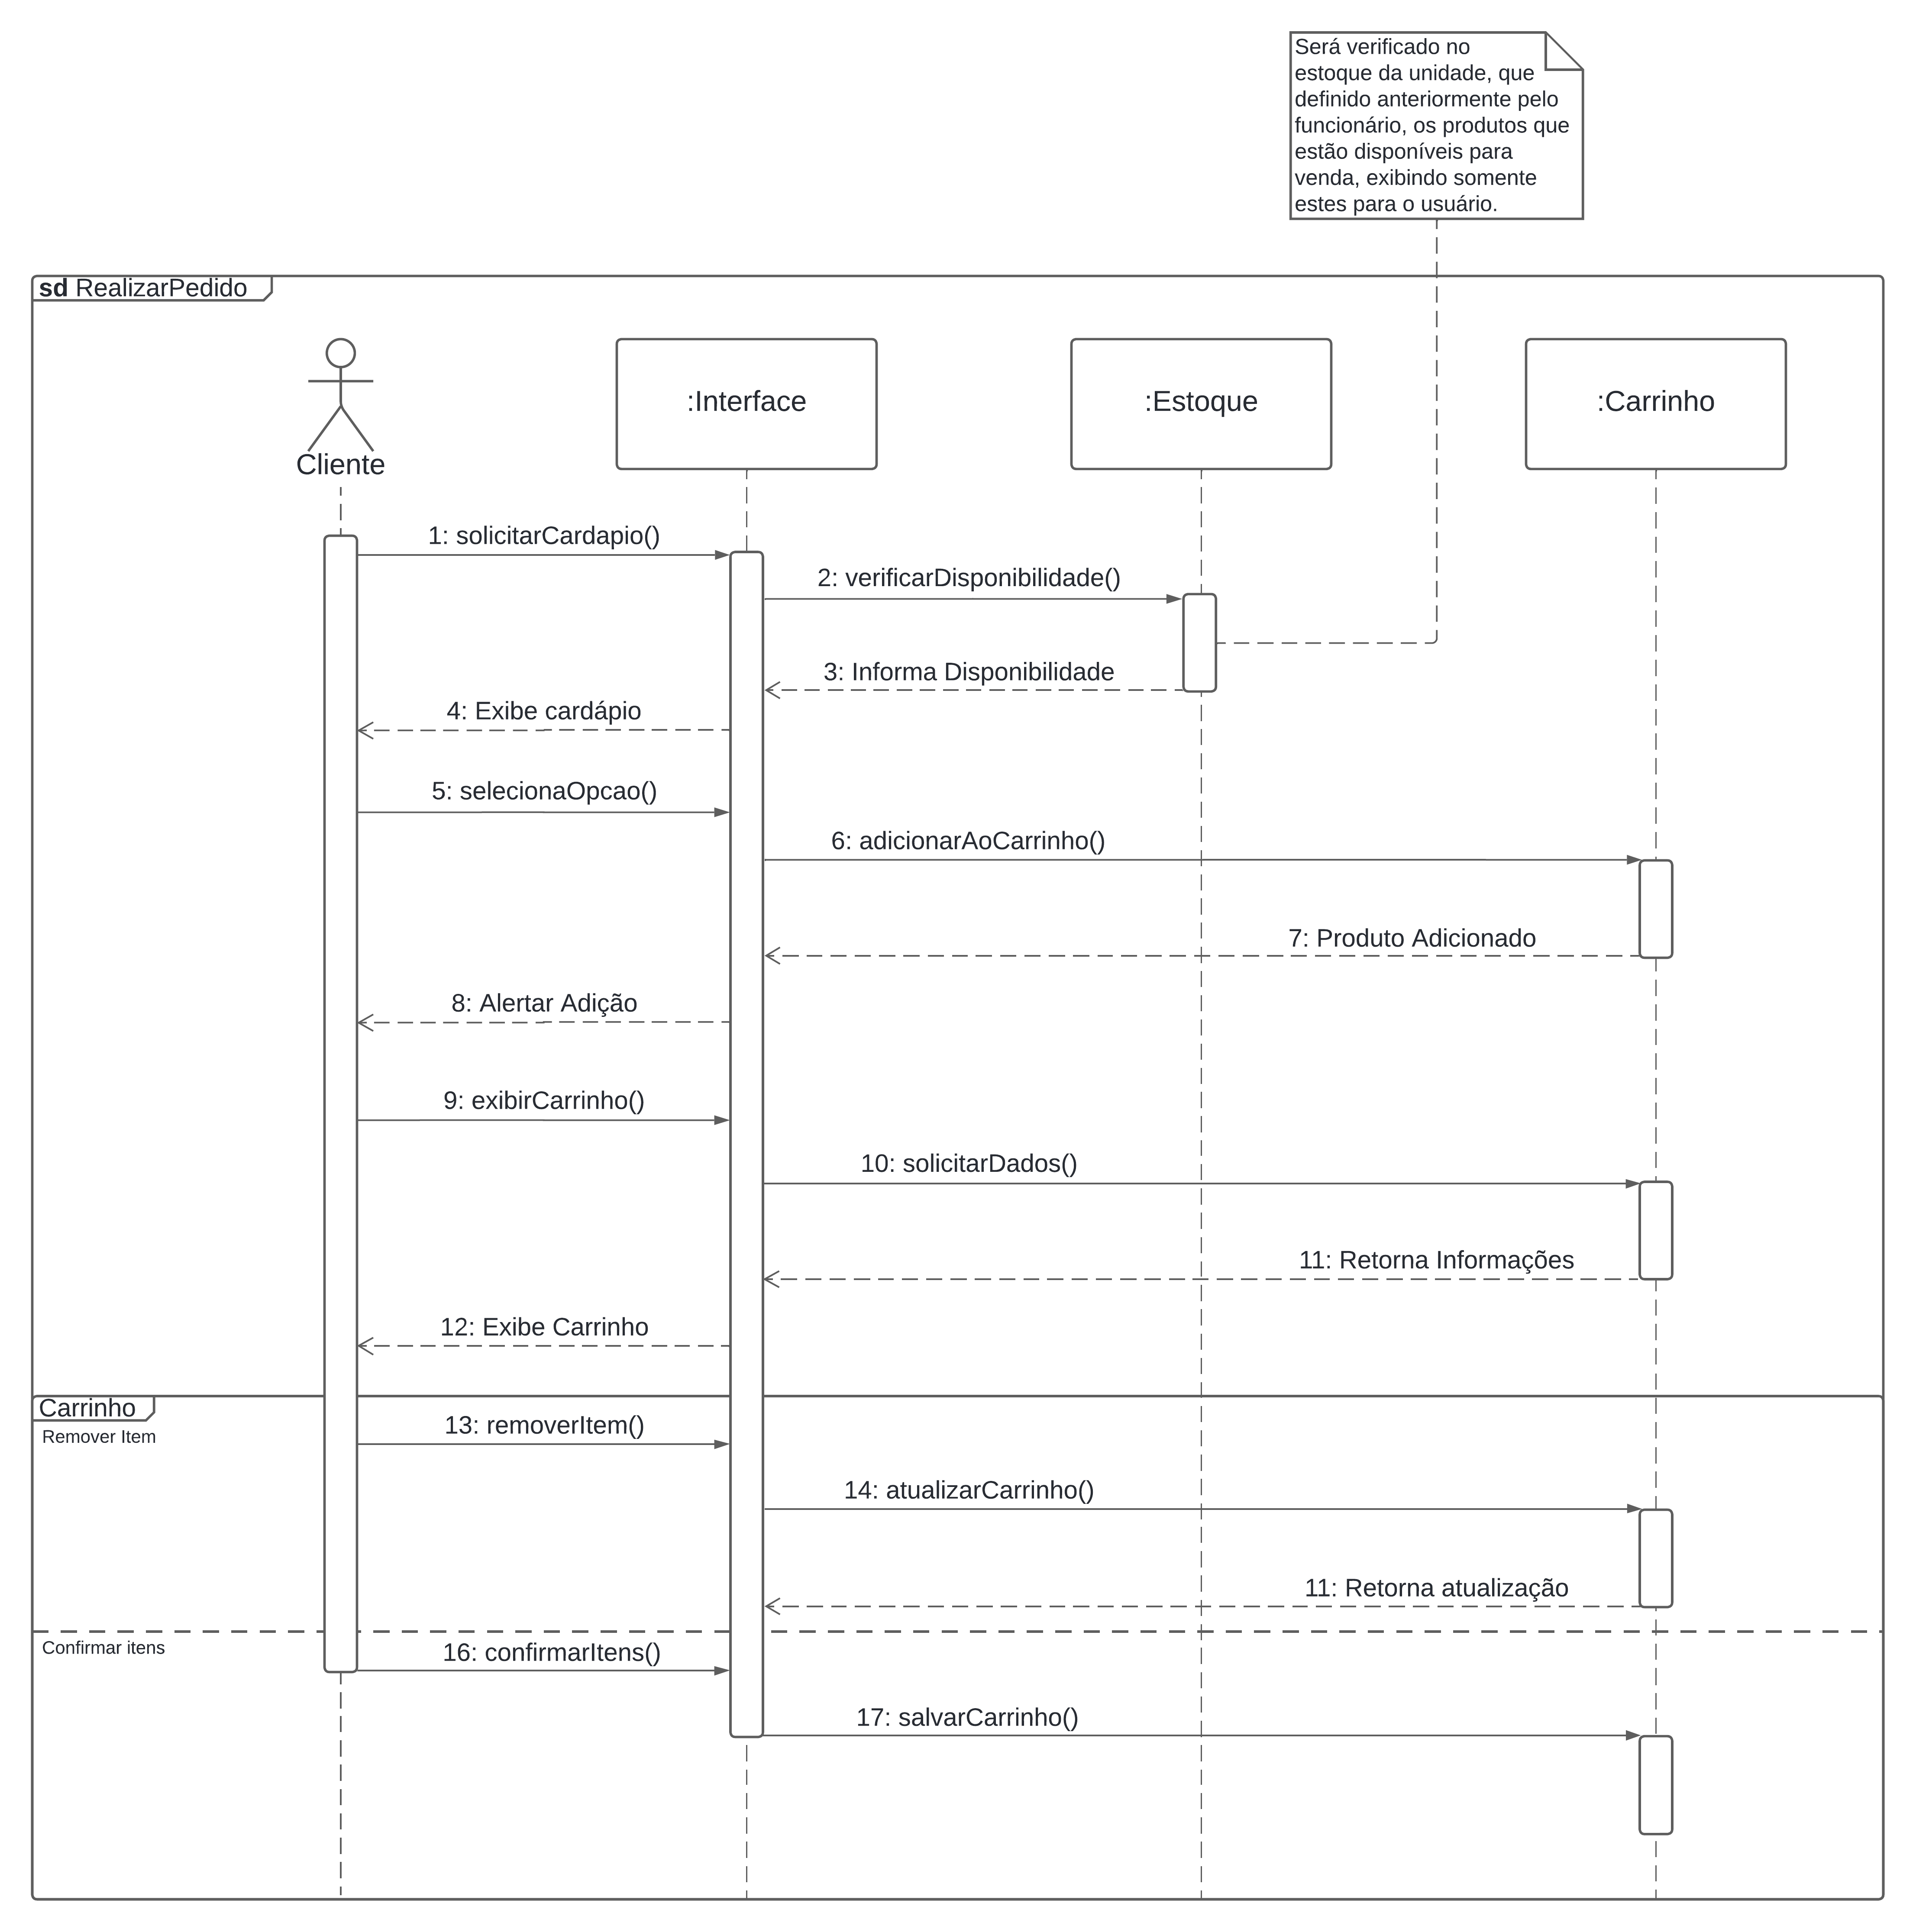 Será verificado no
estoque da unidade, que
definido anteriormente pelo
funcionário, os produtos que
estão disponíveis para
venda, exibindo somente
estes para o usuário.
sd RealizarPedido
Cliente
:Interface
:Estoque
:Carrinho
1: solicitarCardapio()
2: verificarDisponibilidade()
3: Informa Disponibilidade
4: Exibe cardápio
5: selecionaOpcao()
6: adicionarAoCarrinho()
7: Produto Adicionado
8: Alertar Adição
9: exibirCarrinho()
10: solicitarDados()
11: Retorna Informações
12: Exibe Carrinho
Carrinho
Remover Item
13: removerItem()
14: atualizarCarrinho()
11: Retorna atualização
Confirmar itens
16: confirmarItens()
17: salvarCarrinho()